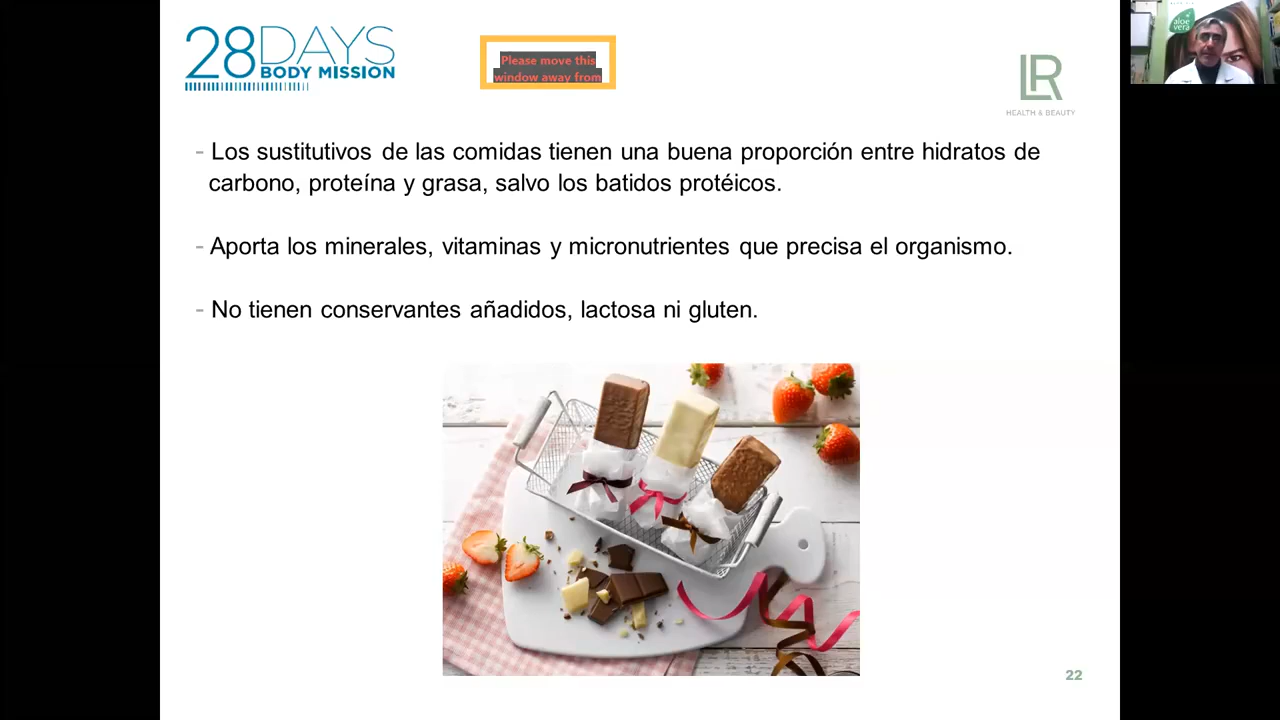 28DAYS
BODY MISSION
Please move this
window away from
LR
HEALTH & BEAUTY
aloe
vera
- Los sustitutivos de las comidas tienen una buena proporción entre hidratos de
carbono, proteína y grasa, salvo los batidos protéicos.
- Aporta los minerales, vitaminas y micronutrientes que precisa el organismo.
- No tienen conservantes añadidos, lactosa ni gluten.
22